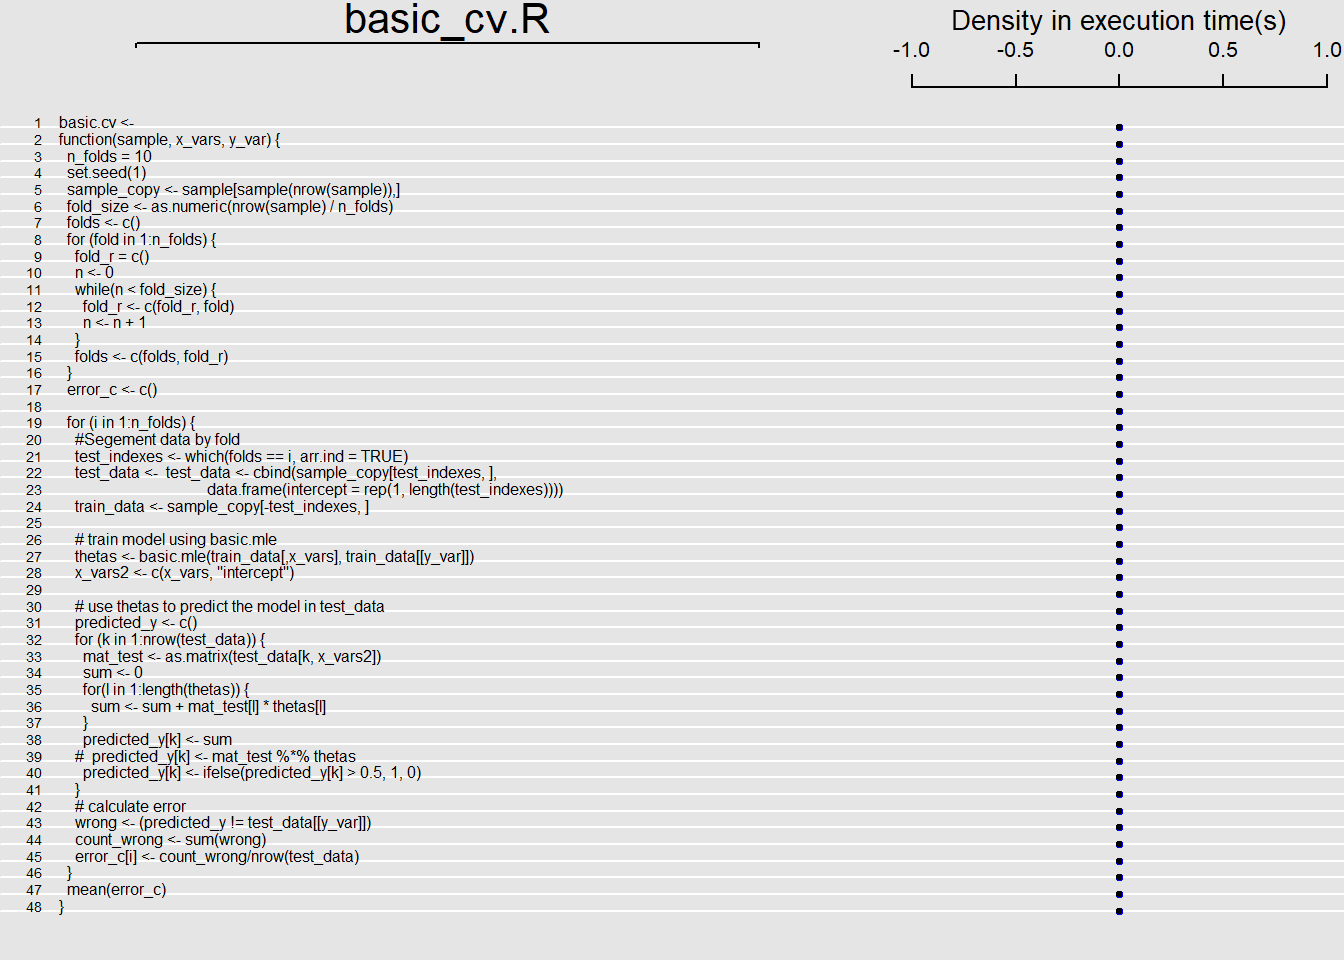 basic_cv.R
Density in execution time(s)
-1.0 -0.5 0.0 0.5 1.0
1 basic.cv <-
2 function(sample, x_vars, y_var) {
3 n_folds = 10
4 set.seed(1)
5 sample_copy <- sample[sample(nrow(sample)),]
6 fold_size <- as.numeric(nrow(sample) / n_folds)
7 folds <- c()
8 for (fold in 1:n_folds) {
9 fold_r = c()
10 n <- 0
11 while(n < fold_size) {
12 fold_r <- c(fold_r, fold)
13 n <- n + 1
14 }
15 folds <- c(folds, fold_r)
16 }
17 error_c <- c()
18
19 for (i in 1:n_folds) {
20 #Segement data by fold
21 test_indexes <- which(folds == i, arr.ind = TRUE)
22 test_data <- test_data <- cbind(sample_copy[test_indexes, ],
23 data.frame(intercept = rep(1, length(test_indexes))))
24 train_data <- sample_copy[-test_indexes, ]
25
26 # train model using basic.mle
27 thetas <- basic.mle(train_data[,x_vars], train_data[[y_var]])
28 x_vars2 <- c(x_vars, "intercept")
29
30 # use thetas to predict the model in test_data
31 predicted_y <- c()
32 for (k in 1:nrow(test_data)) {
33 mat_test <- as.matrix(test_data[k, x_vars2])
34 sum <- 0
35 for(l in 1:length(thetas)) {
36 sum <- sum + mat_test[l] * thetas[l]
37 }
38 predicted_y[k] <- sum
39 # predicted_y[k] <- mat_test %*% thetas
40 predicted_y[k] <- ifelse(predicted_y[k] > 0.5, 1, 0)
41 }
42 # calculate error
43 wrong <- (predicted_y != test_data[[y_var]])
44 count_wrong <- sum(wrong)
45 error_c[i] <- count_wrong/nrow(test_data)
46 }
47 mean(error_c)
48 }